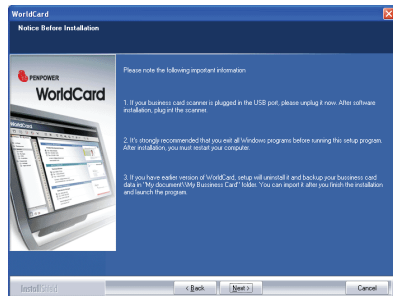 WorldCard
Notice Before Installation
PENPOWER
WorldCard
Please note the following important information
1. If your business card scanner is plugged in the USB port, please unplug it now. After software
installation, plug int the scanner.
2. It's strongly recommended that you exit all Windows programs before running this setup program.
After installation, you must restart your computer.
3. If you have earlier version of WorldCard, setup will uninstall it and backup your bussiness card
data in "My document\My Bussiness Card" folder. You can import it after you finish the installation
and launch the program.
InstallShield
< Back
Next >
Cancel